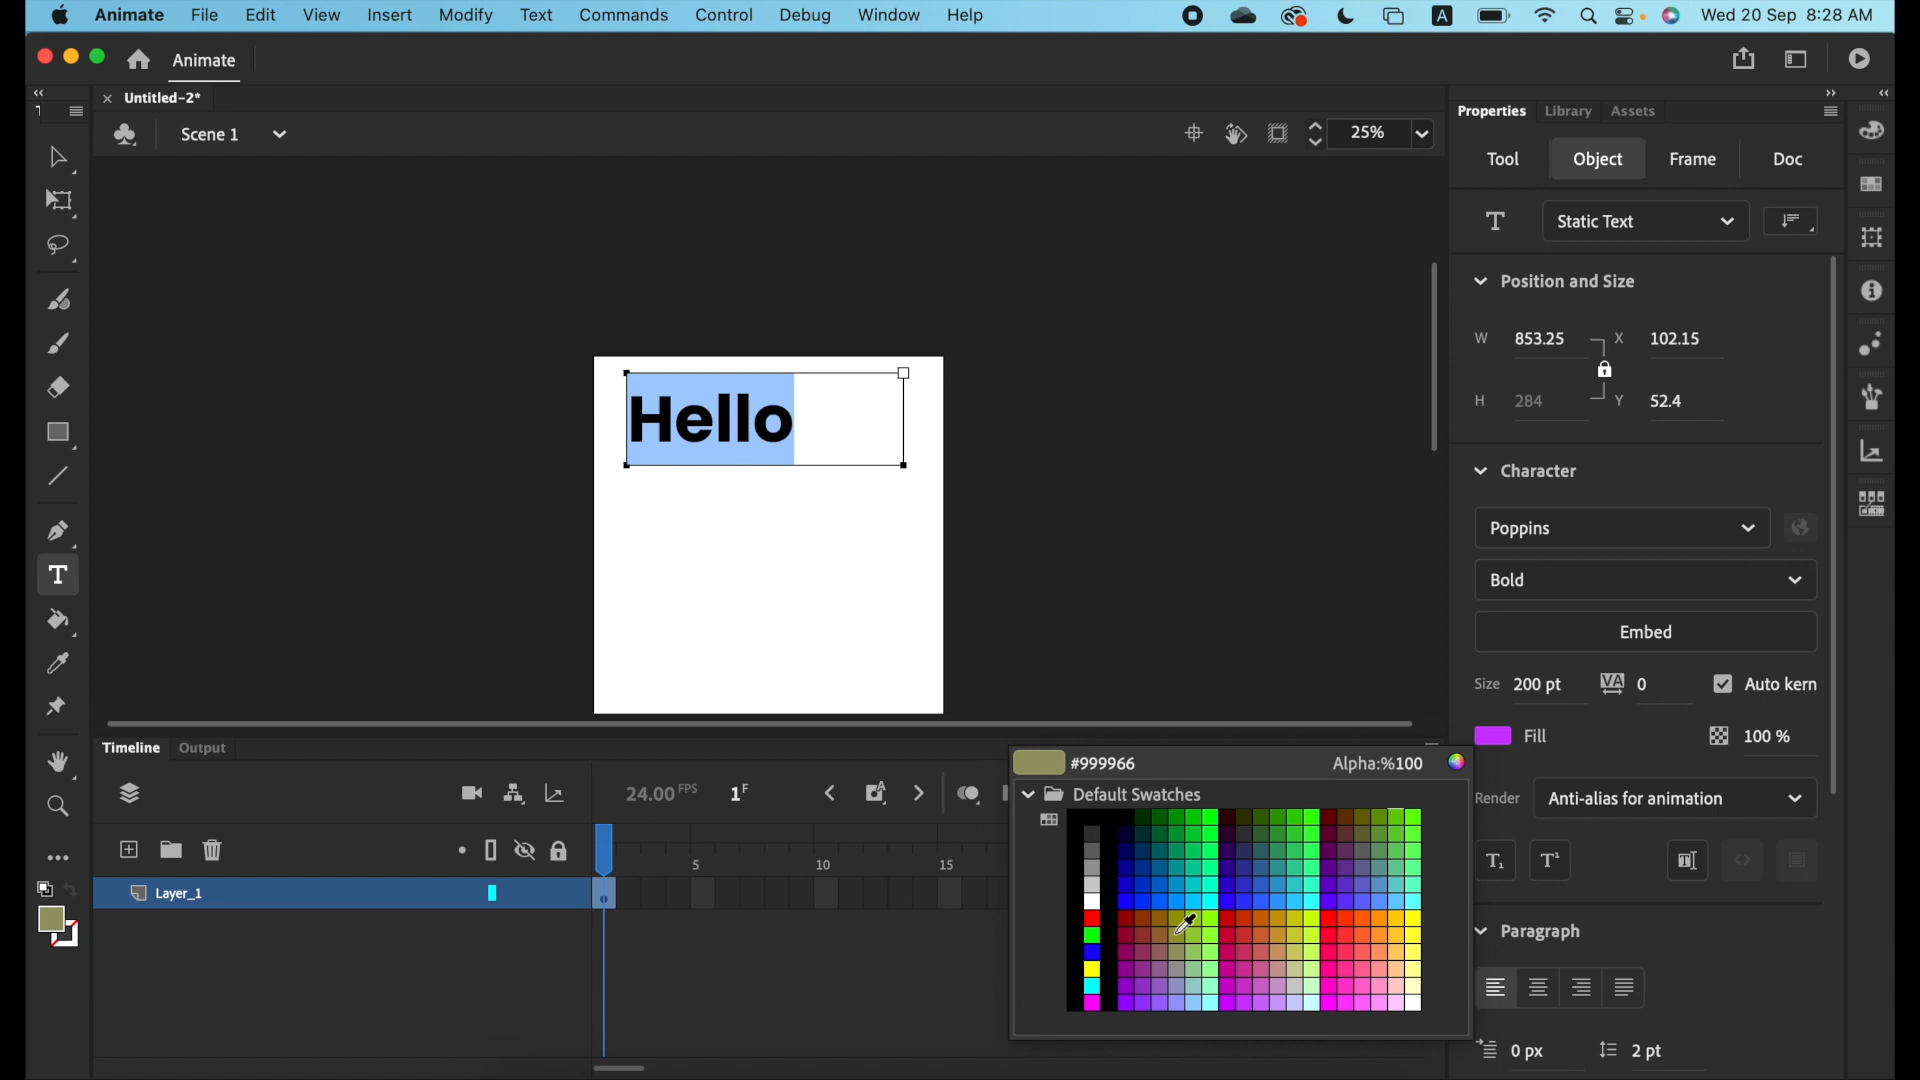 Animate File Edit View Insert Modify Text Commands Control Debug Window Help A Wed 20 Sep 8:28 AM
Animate
Untitled-2*
Properties Library Assets
Scene 1
25%
Tool Object Frame Doc
Static Text
Position and Size
W 853.25 X 102.15
H 284 Y 52.4
Hello
Character
Poppins
Bold
Embed
Size 200 pt VA 0 Auto kern
Fill 100 %
Timeline Output
#999966 Alpha:%100
24.00 FPS 1F
Default Swatches
Render Anti-alias for animation
5 10 15
Layer_1
Paragraph
0 px 2 pt